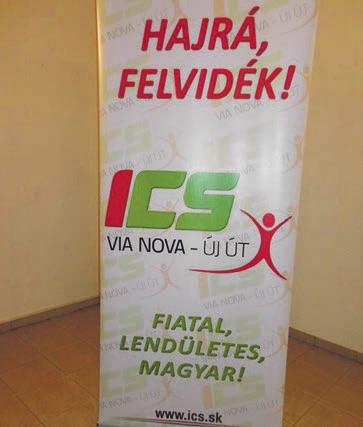 HAJRÁ,
FELVIDÉK!
ICS
VIA NOVA - ÚJ ÚT
FIATAL,
LENDÜLETES,
MAGYAR!
www.ics.sk